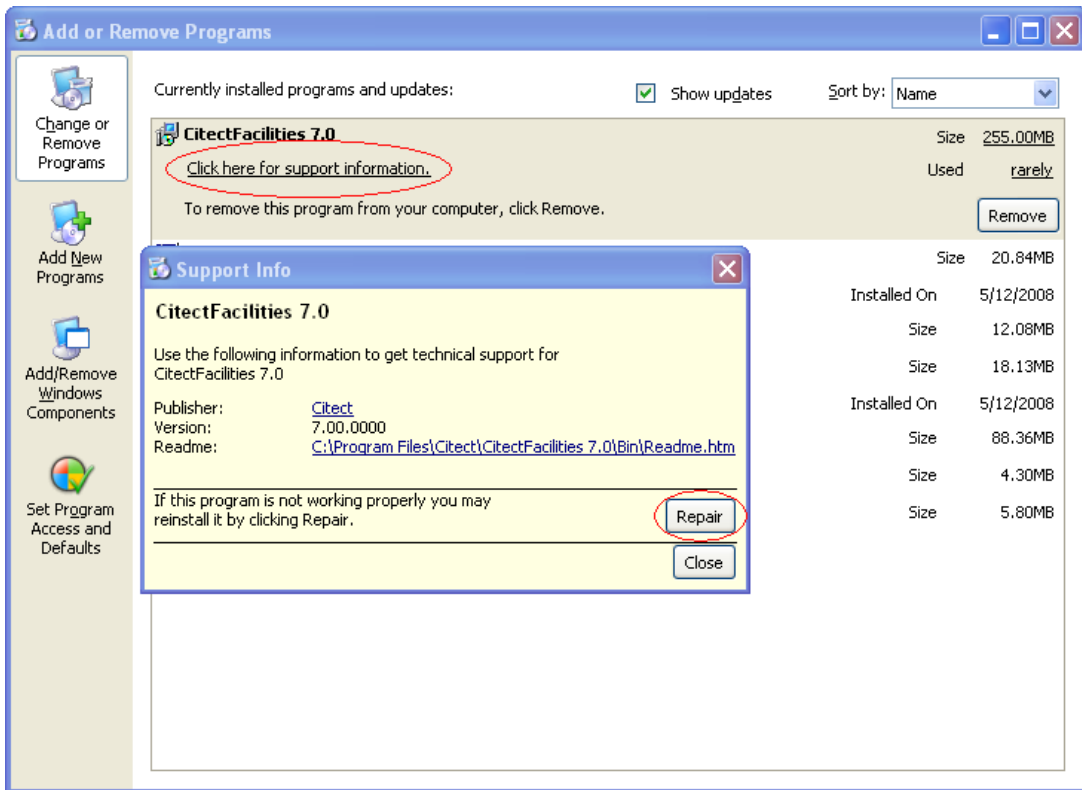 Add or Remove Programs
Change or
Remove
Programs
Add New
Programs
Add/Remove
Windows
Components
Set Program
Access and
Defaults
Currently installed programs and updates:
Show updates
Sort by: Name
CitectFacilities 7.0
Size 255.00MB
Click here for support information.
Used rarely
To remove this program from your computer, click Remove.
Remove
Size 20.84MB
Installed On 5/12/2008
Size 12.08MB
Size 18.13MB
Installed On 5/12/2008
Size 88.36MB
Size 4.30MB
Size 5.80MB
Support Info
CitectFacilities 7.0
Use the following information to get technical support for
CitectFacilities 7.0
Publisher: Citect
Version: 7.00.0000
Readme: C:\Program Files\Citect\CitectFacilities 7.0\Bin\Readme.htm
If this program is not working properly you may
reinstall it by clicking Repair.
Repair
Close